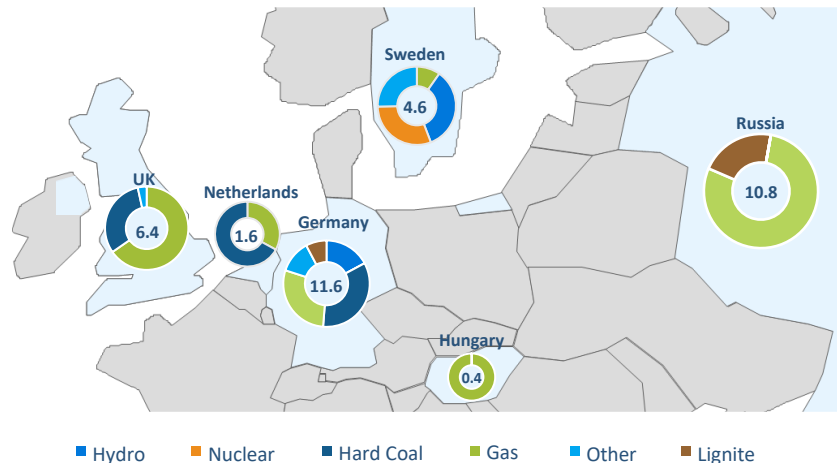 Sweden
4.6
Russia
10.8
UK
6.4
Netherlands
1.6
Germany
11.6
Hungary
0.4
Hydro Nuclear Hard Coal Gas Other Lignite